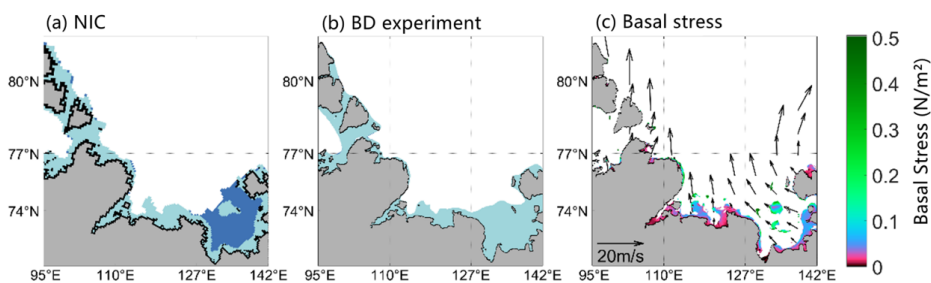 (a) NIC
(b) BD experiment
(c) Basal stress
80°N
77°N
74°N
95°E
110°E
127°E
142°E
80°N
77°N
74°N
95°E
110°E
127°E
142°E
80°N
77°N
74°N
20m/s
95°E
110°E
127°E
142°E
0.5
0.4
0.3
0.2
0.1
0
Basal Stress (N/m²)